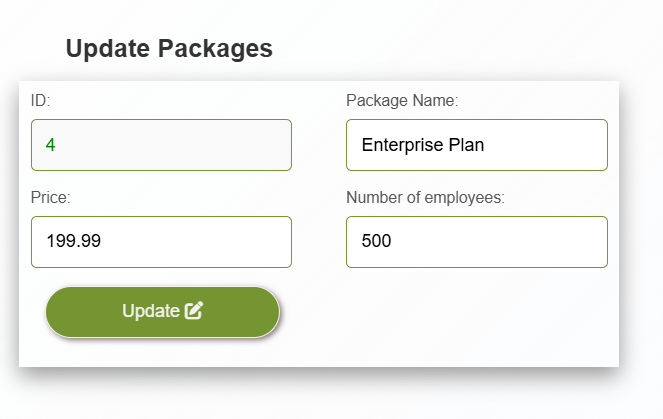 Update Packages
ID:
Package Name:
4
Enterprise Plan
Price:
Number of employees:
199.99
500
Update